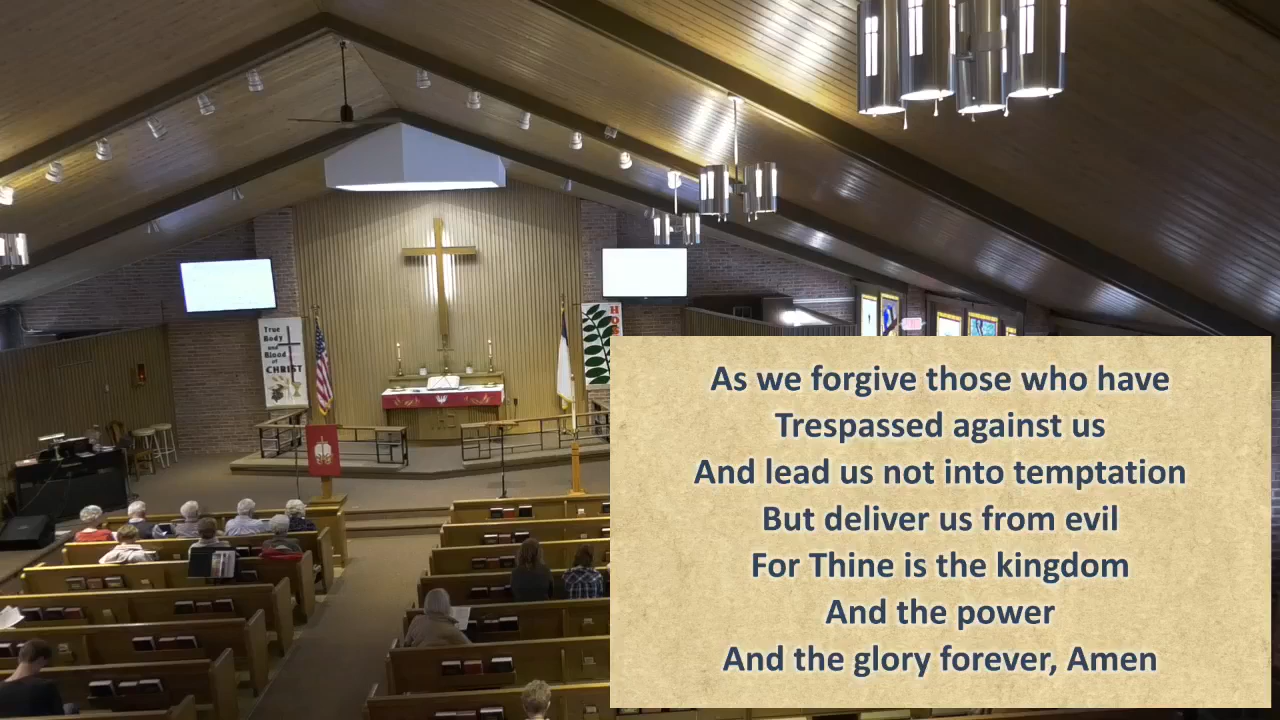 True
Body
and
Blood
of
CHRIST
As we forgive those who have
Trespassed against us
And lead us not into temptation
But deliver us from evil
For Thine is the kingdom
And the power
And the glory forever, Amen